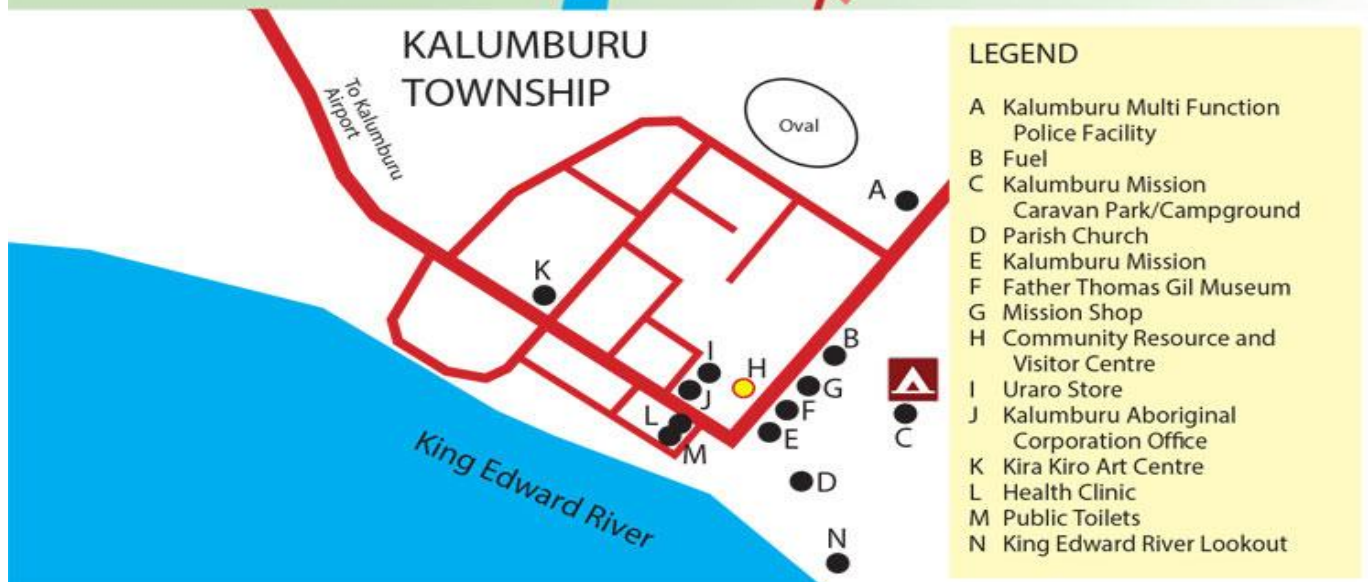 KALUMBURU
TOWNSHIP
To Kalumburu
Airport
Oval
A
K
B
I
H
G
J
F
L
E
C
M
D
King Edward River
N
LEGEND
A Kalumburu Multi Function
Police Facility
B Fuel
C Kalumburu Mission
Caravan Park/Campground
D Parish Church
E Kalumburu Mission
F Father Thomas Gil Museum
G Mission Shop
H Community Resource and
Visitor Centre
I Uraro Store
J Kalumburu Aboriginal
Corporation Office
K Kira Kiro Art Centre
L Health Clinic
M Public Toilets
N King Edward River Lookout